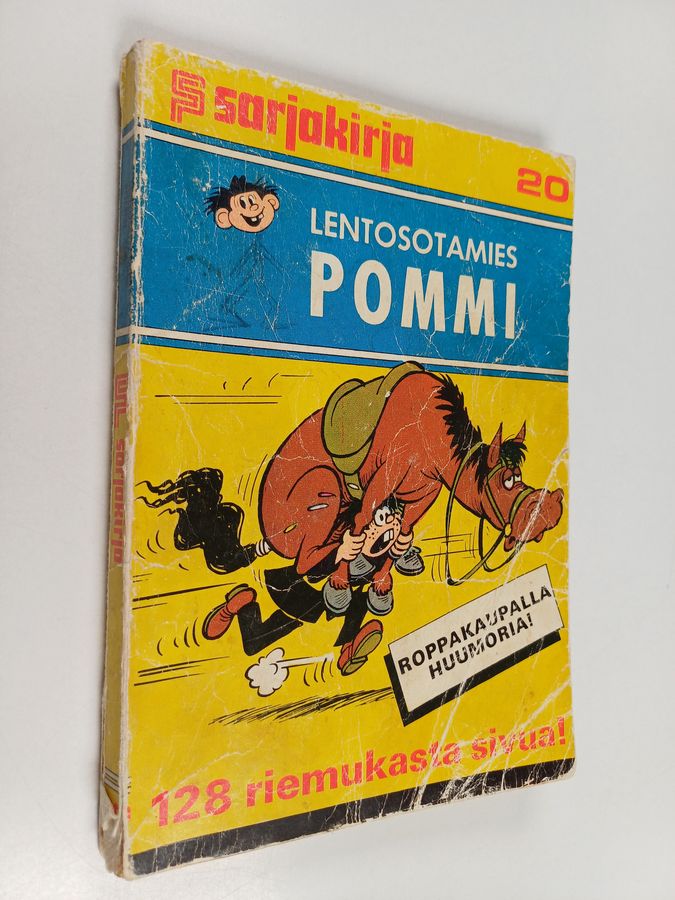 sarjakirja
20
LENTOSOTAMIES
POMMI
ROPPAKAUPALLA
HUUMORIA!
128 riemukasta sivua!
sarjakirja